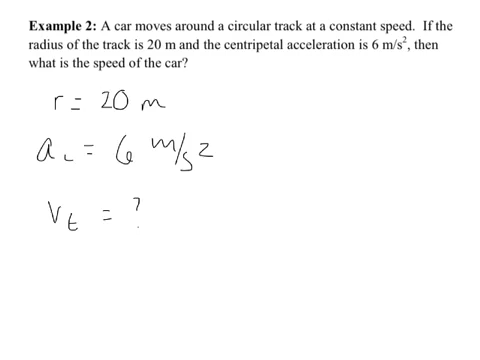 Example 2: A car moves around a circular track at a constant speed. If the
radius of the track is 20 m and the centripetal acceleration is 6 m/s², then
what is the speed of the car?
r = 20 m
ac = 6 m/s2
Vt = ?